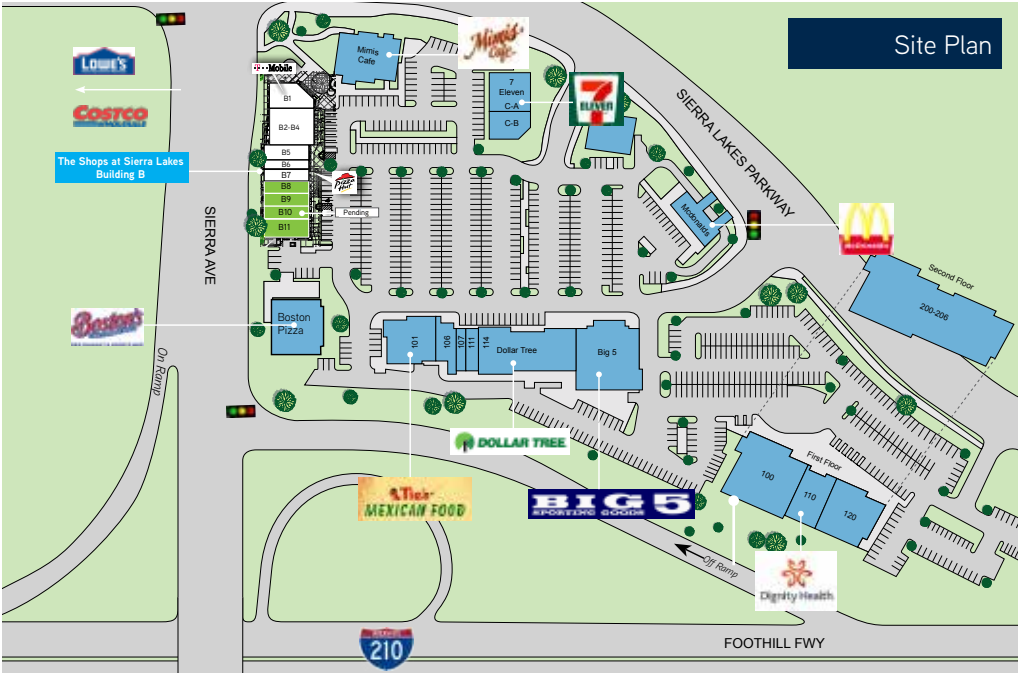 Site Plan
LOWE'S
COSTCO
WHOLESALE
The Shops at Sierra Lakes
Building B
SIERRA AVE
T··Mobile
B1
B2-B4
B5
B6
B7
B8
B9
B10
B11
Pizza
Hut
Pending
Mimis
Cafe
Mimi's
Cafe
7
Eleven
C-A
C-B
7
ELEVEN
SIERRA LAKES PARKWAY
Mcdonalds
McDonald's
Second Floor
200-206
Boston's
Boston
Pizza
On Ramp
101
106
107
111
114
Dollar Tree
Big 5
DOLLAR TREE
MEXICAN FOOD
BIG 5
SPORTING GOODS
First Floor
100
110
120
Off Ramp
Dignity Health
210
FOOTHILL FWY